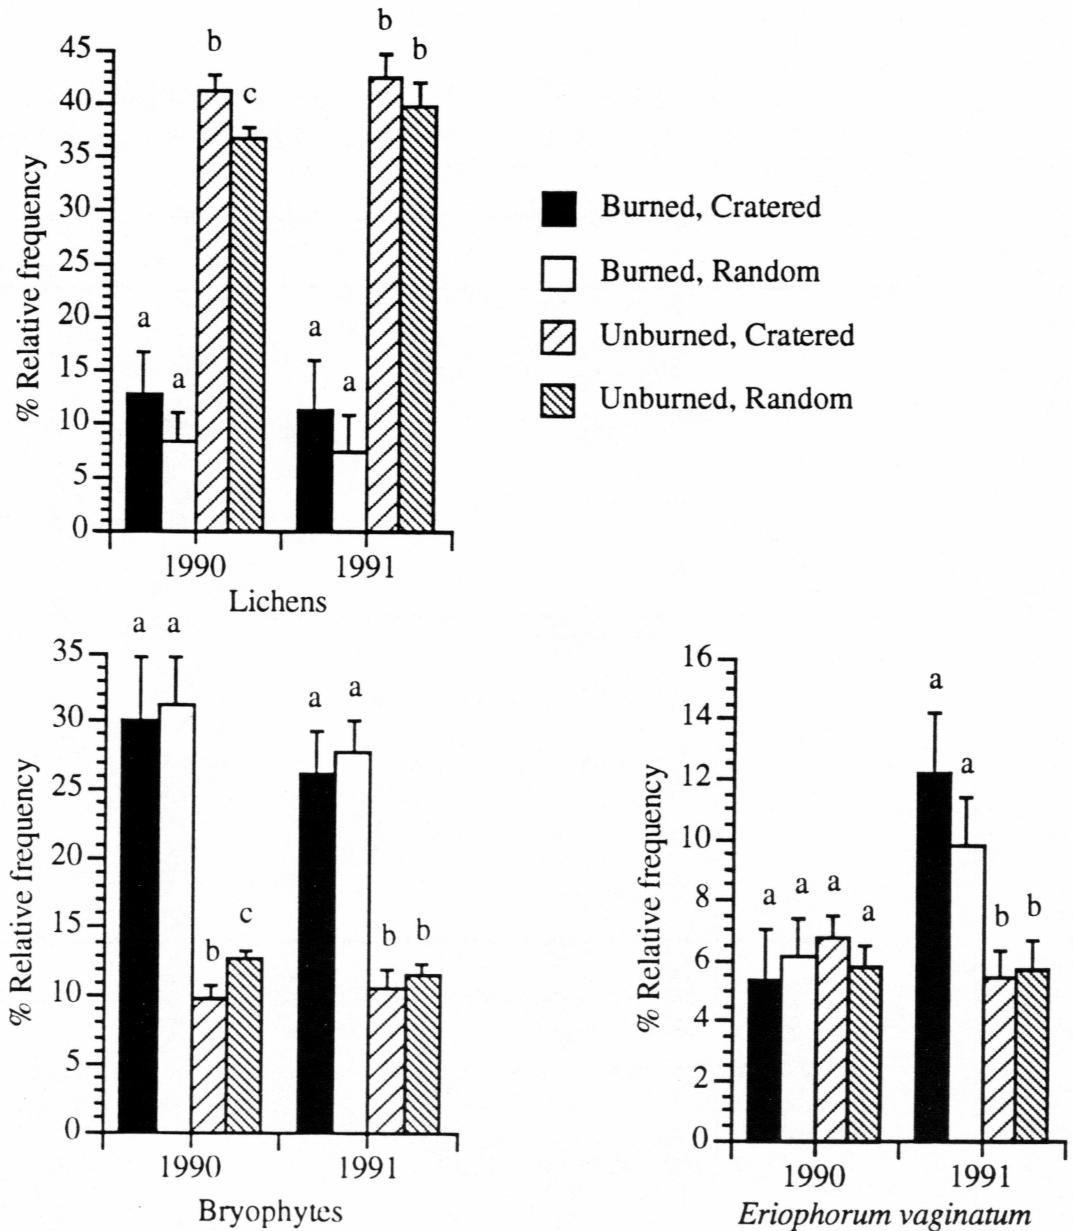 % Relative frequency
45
40
35
30
25
20
15
10
5
0
a
a
b
c
a
a
b
b
1990
1991
Lichens
Burned, Cratered
Burned, Random
Unburned, Cratered
Unburned, Random
% Relative frequency
35
30
25
20
15
10
5
0
a
a
b
c
a
a
b
b
1990
1991
Bryophytes
% Relative frequency
16
14
12
10
8
6
4
2
0
a
a
a
a
a
a
b
b
1990
1991
Eriophorum vaginatum